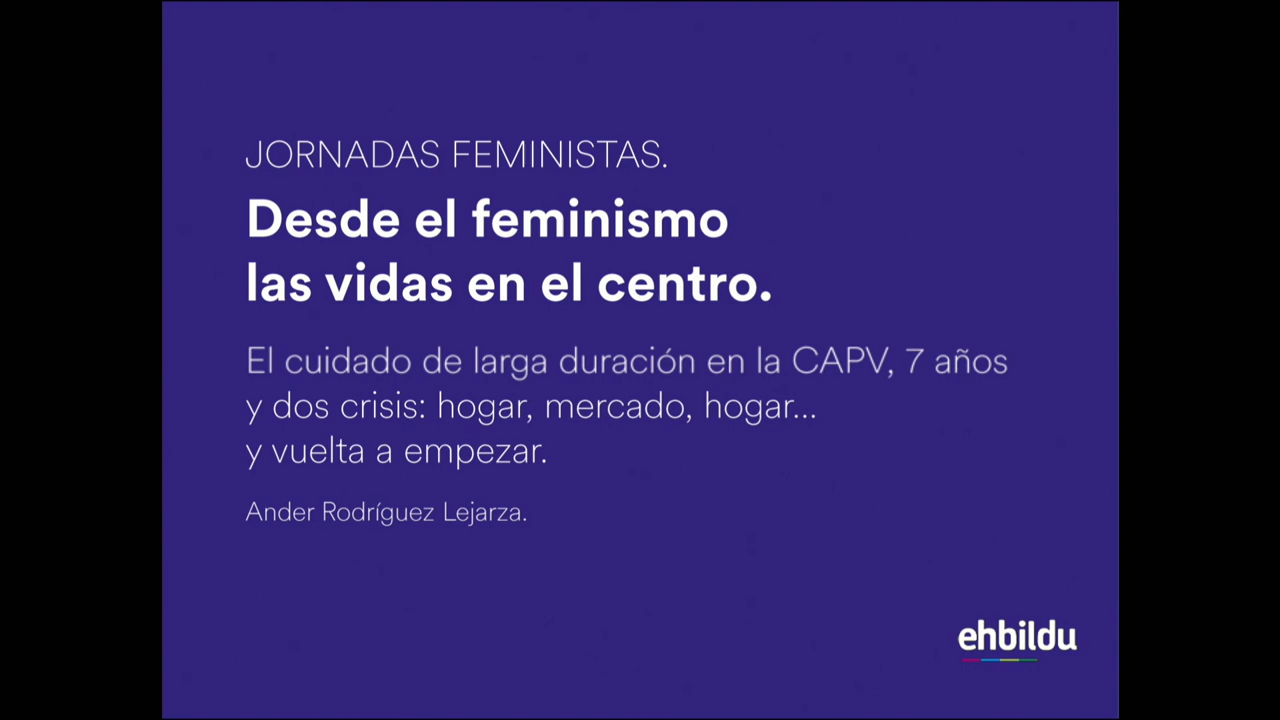 JORNADAS FEMINISTAS.
Desde el feminismo
las vidas en el centro.
El cuidado de larga duración en la CAPV, 7 años
y dos crisis: hogar, mercado, hogar...
y vuelta a empezar.
Ander Rodríguez Lejarza.
ehbildu